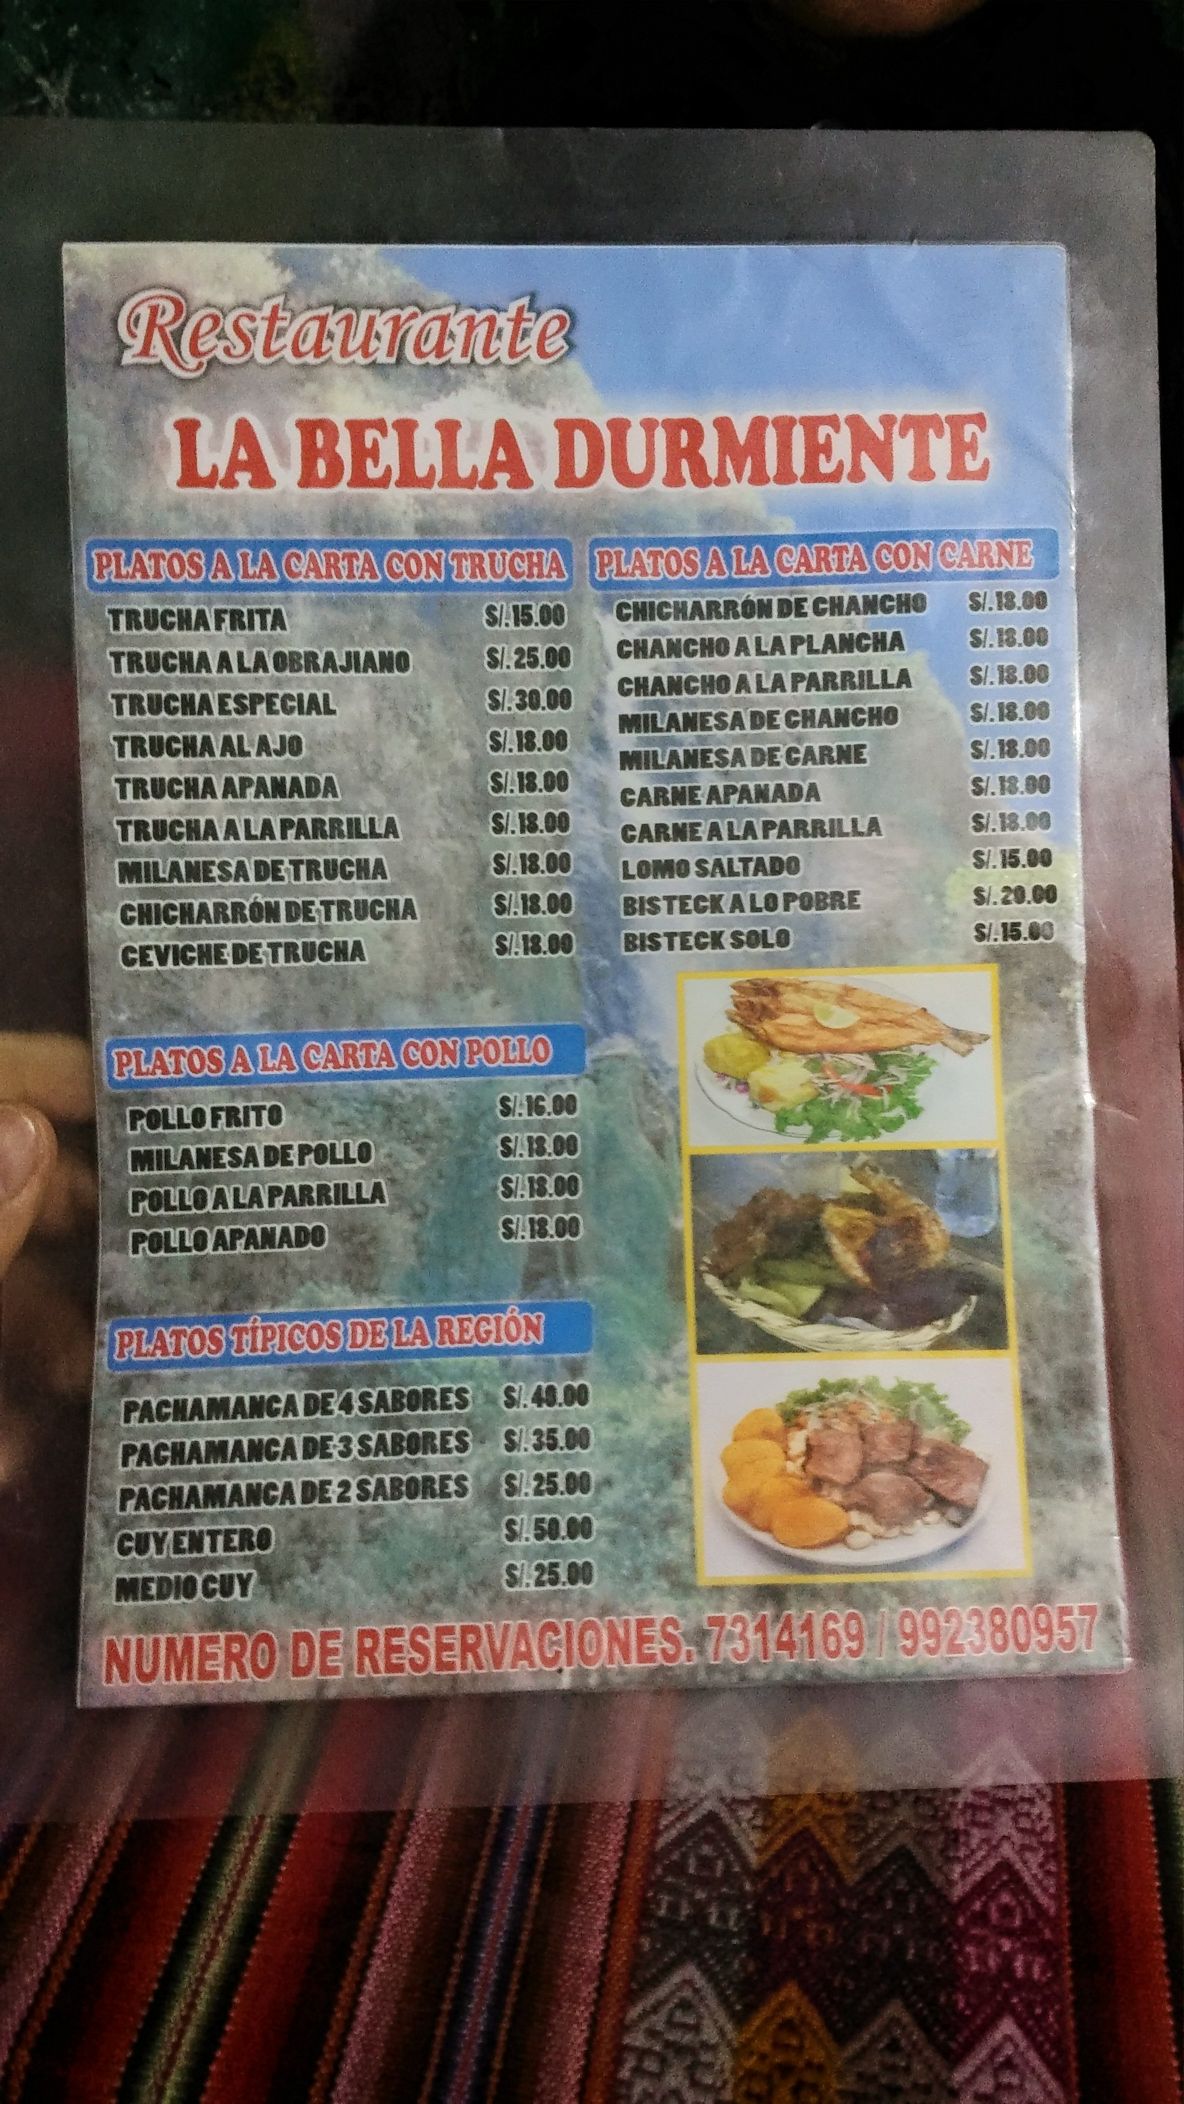 Restaurante
LA BELLA DURMIENTE
PLATOS A LA CARTA CON TRUCHA
TRUCHA FRITA S/.15.00
TRUCHA A LA OBRAJIANO S/.25.00
TRUCHA ESPECIAL S/.30.00
TRUCHA AL AJO S/.18.00
TRUCHA APANADA S/.18.00
TRUCHA A LA PARRILLA S/.18.00
MILANESA DE TRUCHA S/.18.00
CHICHARRÓN DE TRUCHA S/.18.00
CEVICHE DE TRUCHA S/.18.00
PLATOS A LA CARTA CON CARNE
CHICHARRÓN DE CHANCHO S/.18.00
CHANCHO A LA PLANCHA S/.18.00
CHANCHO A LA PARRILLA S/.18.00
MILANESA DE CHANCHO S/.18.00
MILANESA DE CARNE S/.18.00
CARNE APANADA S/.18.00
CARNE A LA PARRILLA S/.18.00
LOMO SALTADO S/.15.00
BISTECK A LO POBRE S/.20.00
BISTECK SOLO S/.15.00
PLATOS A LA CARTA CON POLLO
POLLO FRITO S/.16.00
MILANESA DE POLLO S/.18.00
POLLO A LA PARRILLA S/.18.00
POLLO APANADO S/.18.00
PLATOS TÍPICOS DE LA REGIÓN
PACHAMANCA DE 4 SABORES S/.40.00
PACHAMANCA DE 3 SABORES S/.35.00
PACHAMANCA DE 2 SABORES S/.25.00
CUY ENTERO S/.50.00
MEDIO CUY S/.25.00
NUMERO DE RESERVACIONES. 7314169 / 992380957